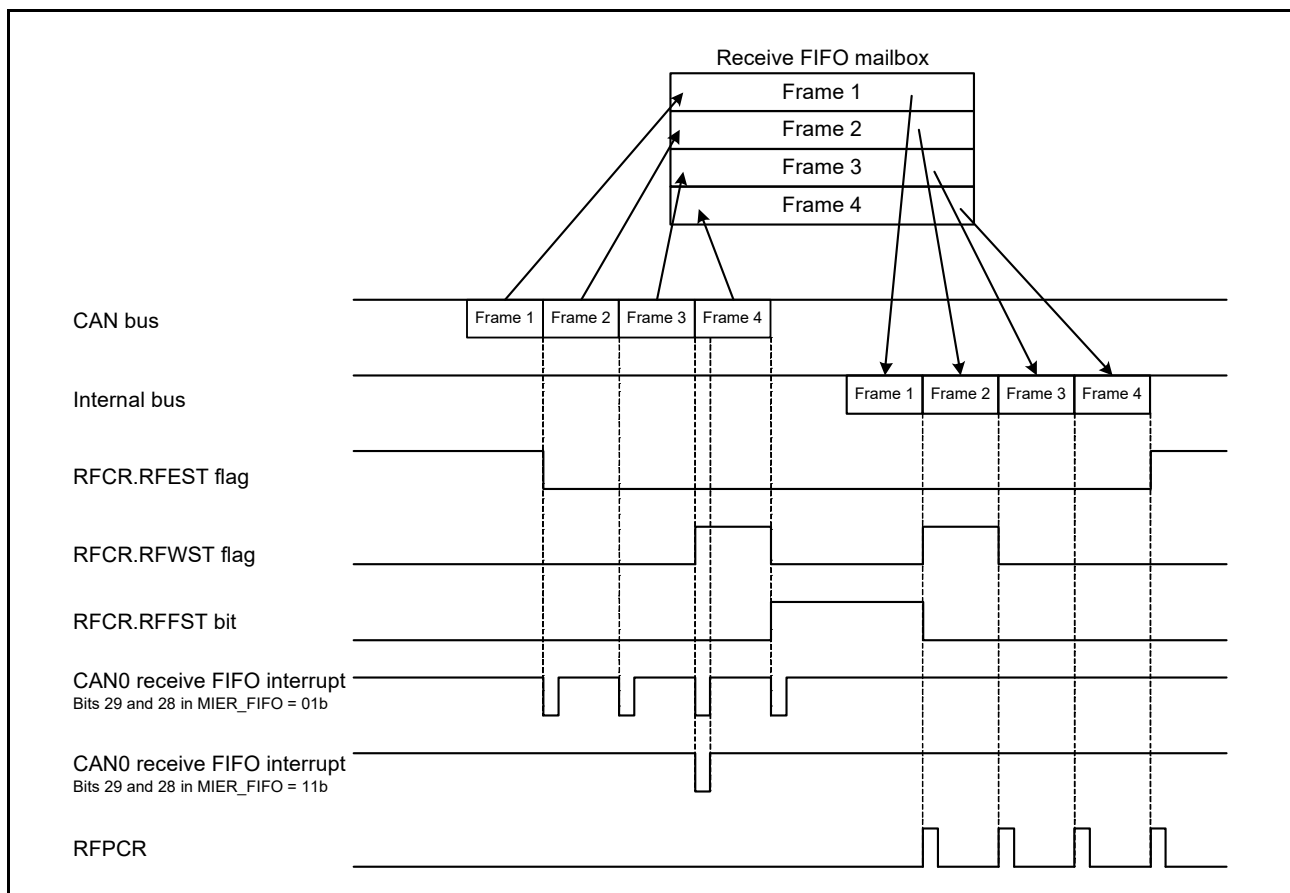 Receive FIFO mailbox
Frame 1
Frame 2
Frame 3
Frame 4
CAN bus
Frame 1 Frame 2 Frame 3 Frame 4
Internal bus
Frame 1 Frame 2 Frame 3 Frame 4
RFCR.RFEST flag
RFCR.RFWST flag
RFCR.RFFST bit
CAN0 receive FIFO interrupt
Bits 29 and 28 in MIER_FIFO = 01b
CAN0 receive FIFO interrupt
Bits 29 and 28 in MIER_FIFO = 11b
RFPCR